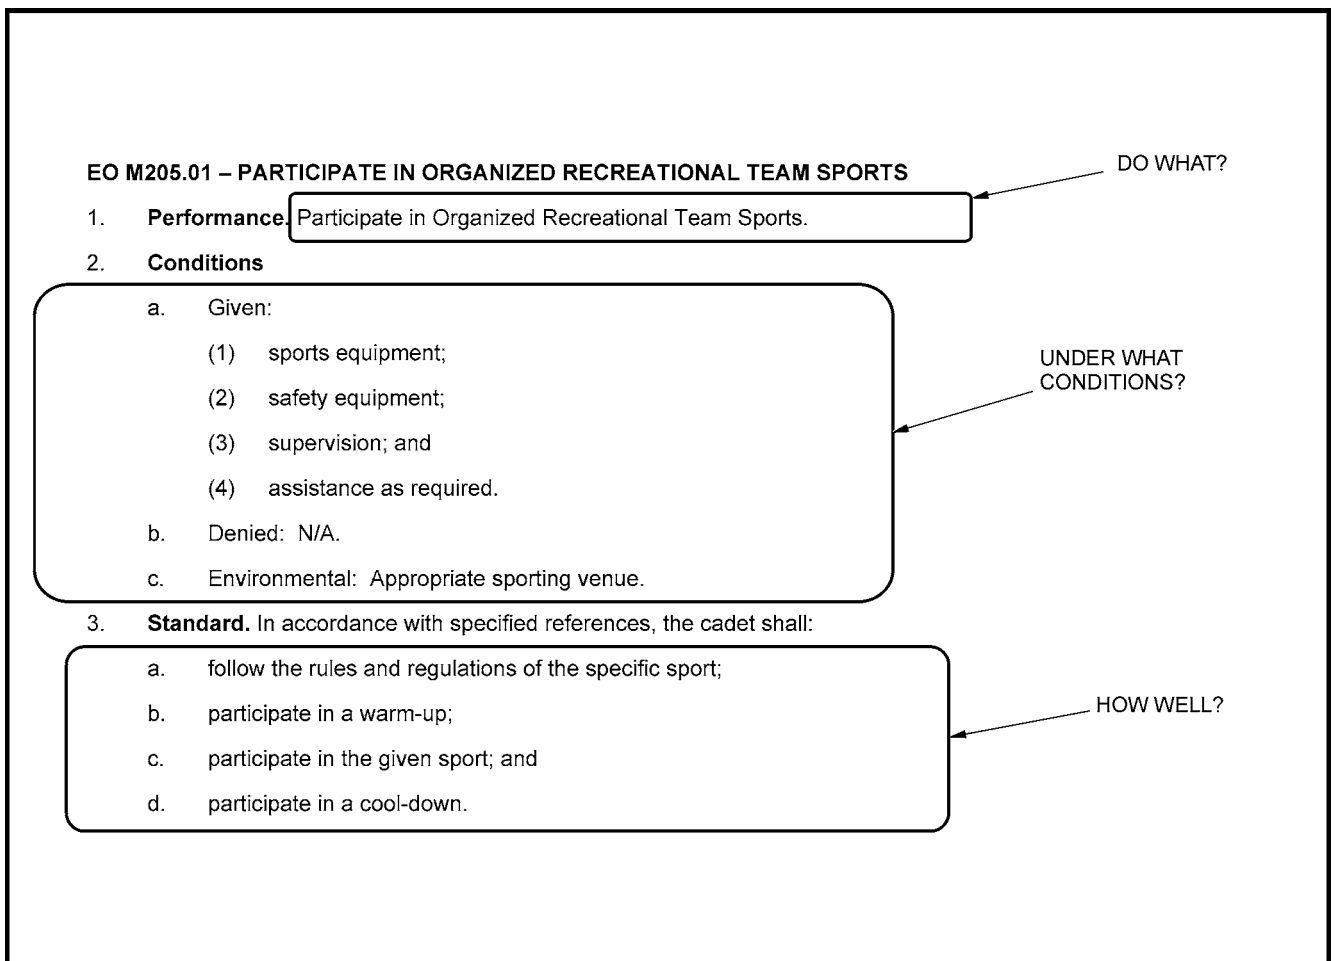 DO WHAT?
EO M205.01 – PARTICIPATE IN ORGANIZED RECREATIONAL TEAM SPORTS
1. Performance. Participate in Organized Recreational Team Sports.
2. Conditions
a. Given:
(1) sports equipment;
(2) safety equipment;
(3) supervision; and
(4) assistance as required.
b. Denied: N/A.
c. Environmental: Appropriate sporting venue.
UNDER WHAT
CONDITIONS?
3. Standard. In accordance with specified references, the cadet shall:
a. follow the rules and regulations of the specific sport;
b. participate in a warm-up;
c. participate in the given sport; and
d. participate in a cool-down.
HOW WELL?